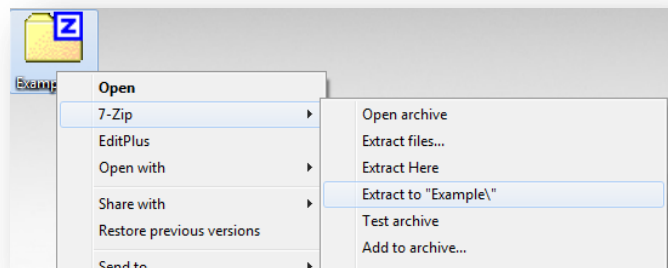 Z
Examp
Open
7-Zip
EditPlus
Open with
Share with
Restore previous versions
Send to
Open archive
Extract files...
Extract Here
Extract to "Example\"
Test archive
Add to archive...